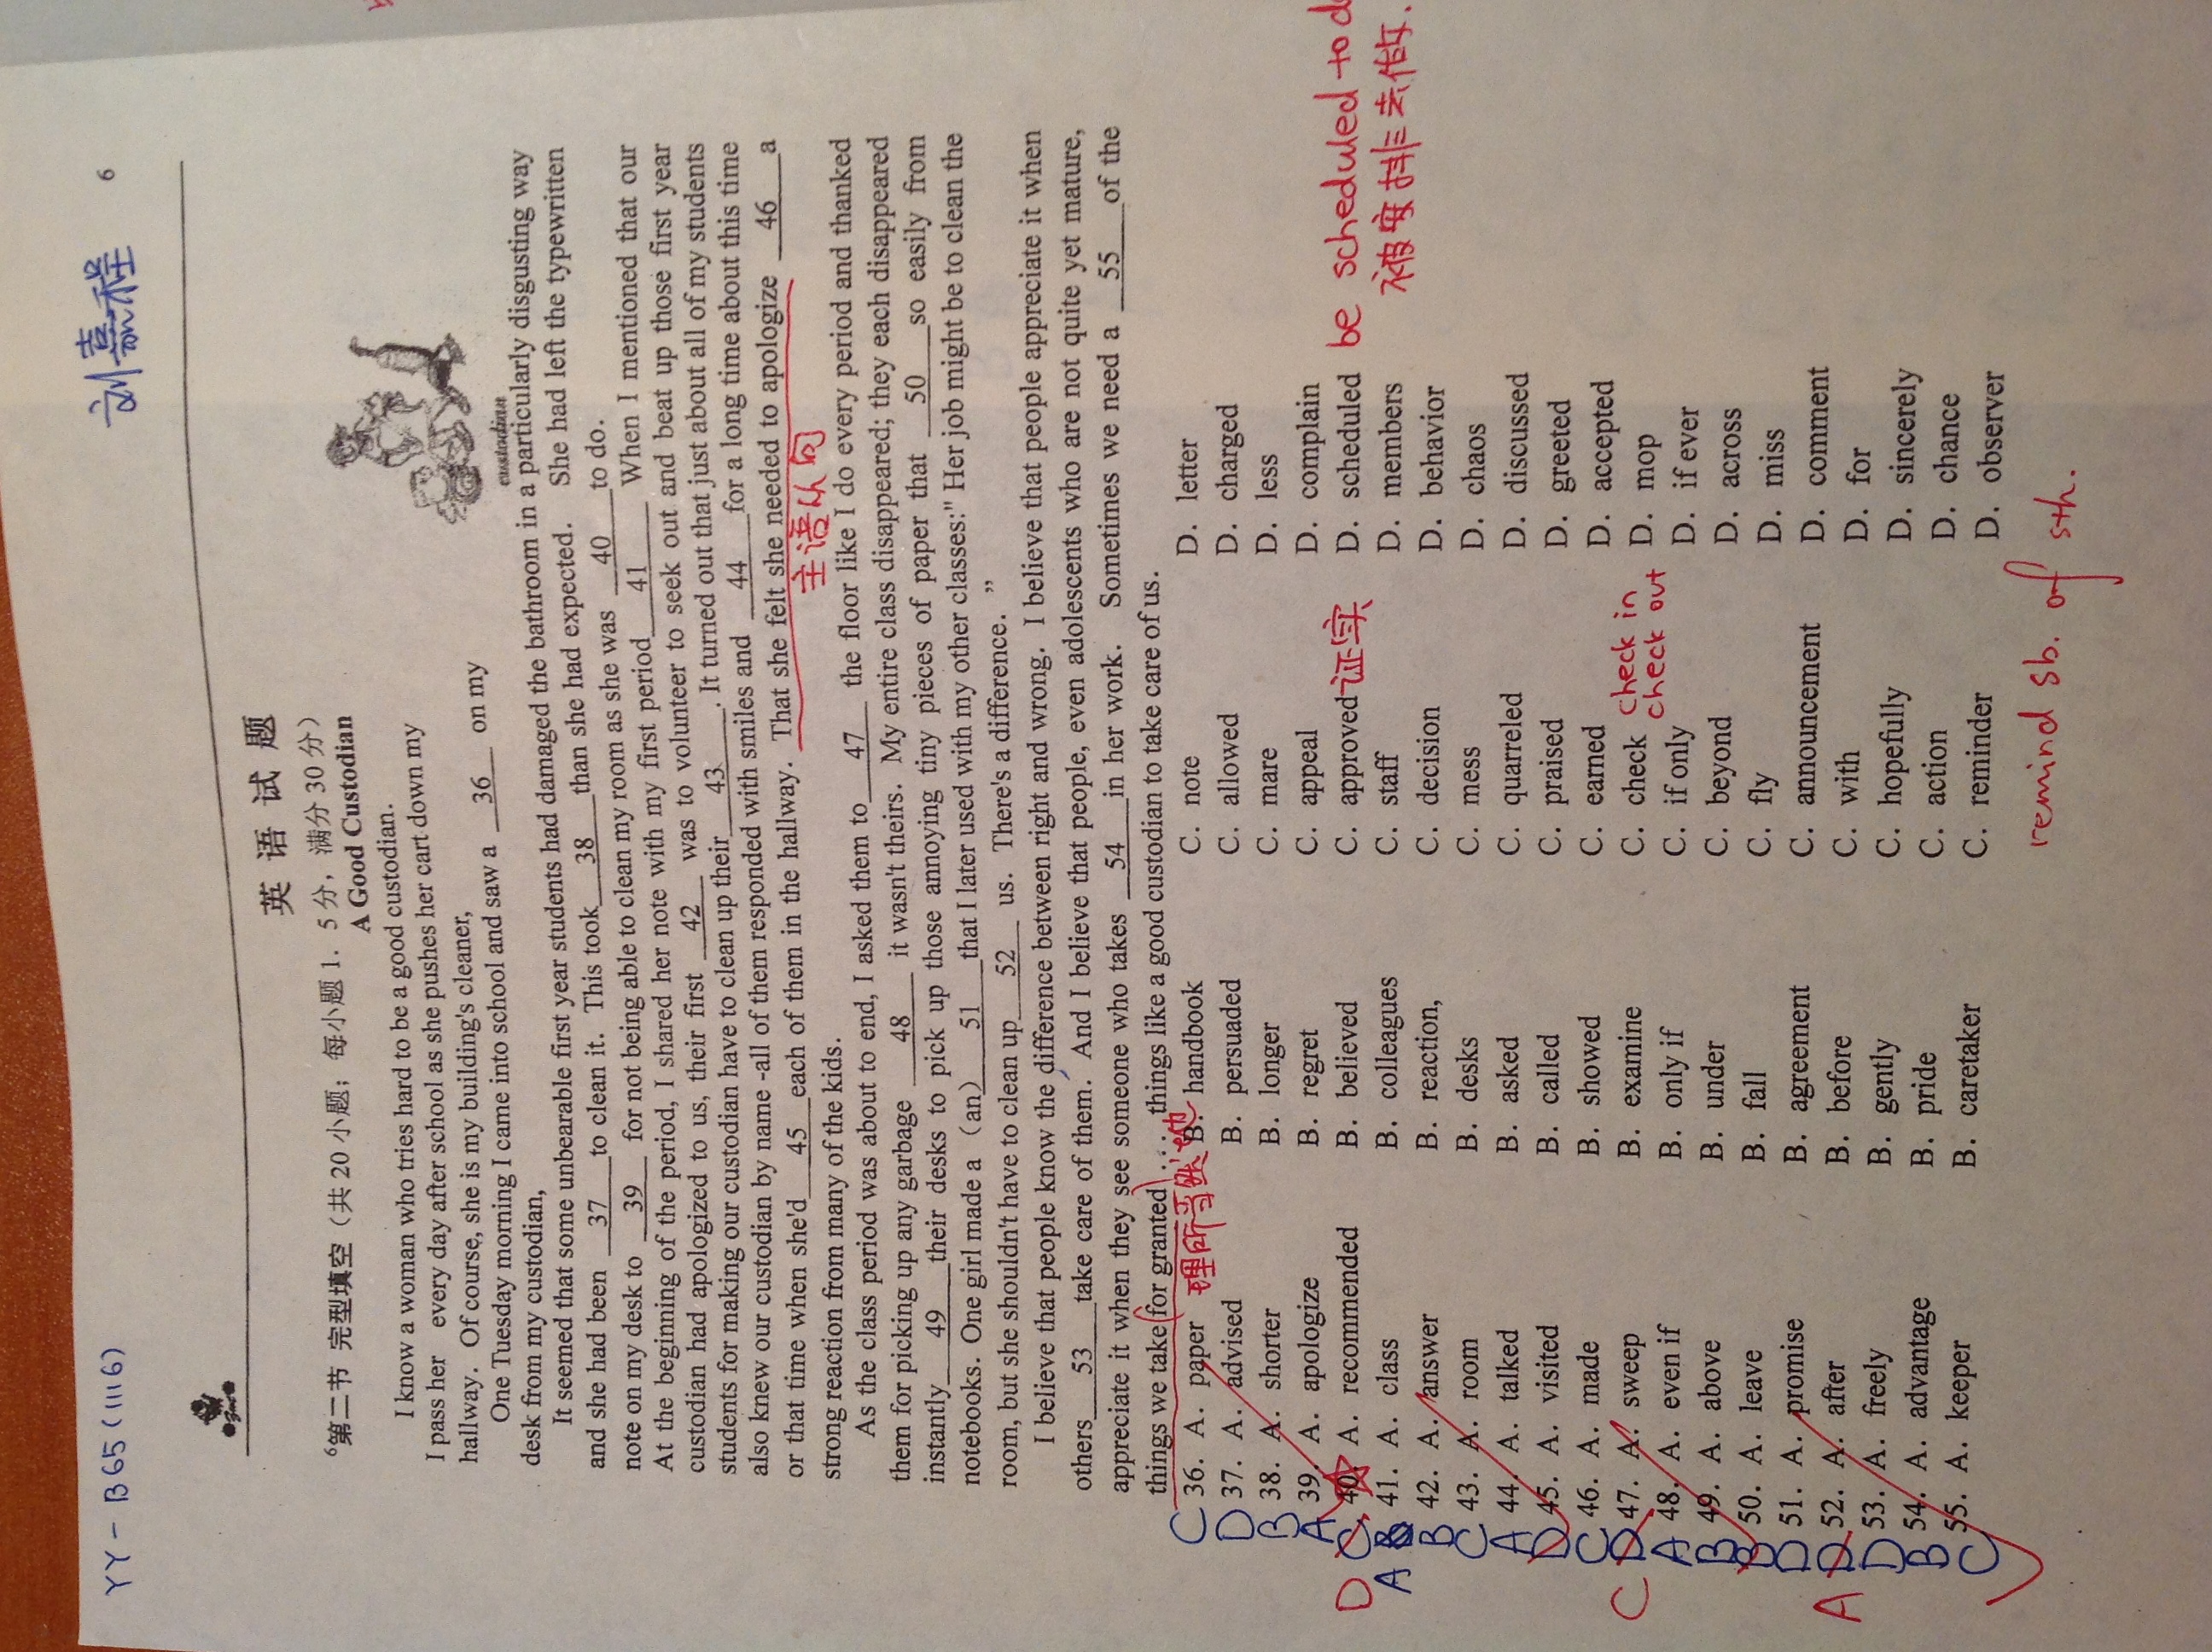 YY-B65(1116)
刘嘉程 6
英语试题
6第二节 完型填空（共20小题；每小题1．5分，满分30分）
A Good Custodian
I know a woman who tries hard to be a good custodian.
I pass her every day after school as she pushes her cart down my
hallway. Of course, she is my building's cleaner,
One Tuesday morning I came into school and saw a 36 on my
custodian
desk from my custodian,
It seemed that some unbearable first year students had damaged the bathroom in a particularly disgusting way
and she had been 37 to clean it. This took 38 than she had expected. She had left the typewritten
note on my desk to 39 for not being able to clean my room as she was 40 to do.
At the beginning of the period, I shared her note with my first period 41 When I mentioned that our
custodian had apologized to us, their first 42 was to volunteer to seek out and beat up those first year
students for making our custodian have to clean up their 43 . It turned out that just about all of my students
also knew our custodian by name -all of them responded with smiles and 44 for a long time about this time
or that time when she'd 45 each of them in the hallway. That she felt she needed to apologize 46 a
主语从句
strong reaction from many of the kids.
As the class period was about to end, I asked them to 47 the floor like I do every period and thanked
them for picking up any garbage 48 it wasn't theirs. My entire class disappeared; they each disappeared
instantly 49 their desks to pick up those annoying tiny pieces of paper that 50 so easily from
notebooks. One girl made a （an） 51 that I later used with my other classes:" Her job might be to clean the
room, but she shouldn't have to clean up 52 us. There's a difference. ”
I believe that people know the difference between right and wrong. I believe that people appreciate it when
others 53 take care of them. And I believe that people, even adolescents who are not quite yet mature,
appreciate it when they see someone who takes 54 in her work. Sometimes we need a 55 of the
things we take (for granted) . . . things like a good custodian to take care of us.
理所当然地
C 36. A. paper B. handbook C. note D. letter
D 37. A. advised B. persuaded C. allowed D. charged
B 38. A. shorter B. longer C. mare D. less
A 39. A. apologize B. regret C. appeal D. complain
D C 40. A. recommended B. believed C. approved 证实 D. scheduled be scheduled to do
A B 41. A. class B. colleagues C. staff D. members 被安排去做.
B 42. A. answer B. reaction, C. decision D. behavior
C 43. A. room B. desks C. mess D. chaos
A 44. A. talked B. asked C. quarreled D. discussed
D 45. A. visited B. called C. praised D. greeted
C 46. A. made B. showed C. earned D. accepted
C D 47. A. sweep B. examine C. check check in D. mop
check out
A 48. A. even if B. only if C. if only D. if ever
B 49. A. above B. under C. beyond D. across
B 50. A. leave B. fall C. fly D. miss
D 51. A. promise B. agreement C. announcement D. comment
A D 52. A. after B. before C. with D. for
D 53. A. freely B. gently C. hopefully D. sincerely
B 54. A. advantage B. pride C. action D. chance
C 55. A. keeper B. caretaker C. reminder D. observer
remind sb. of sth.